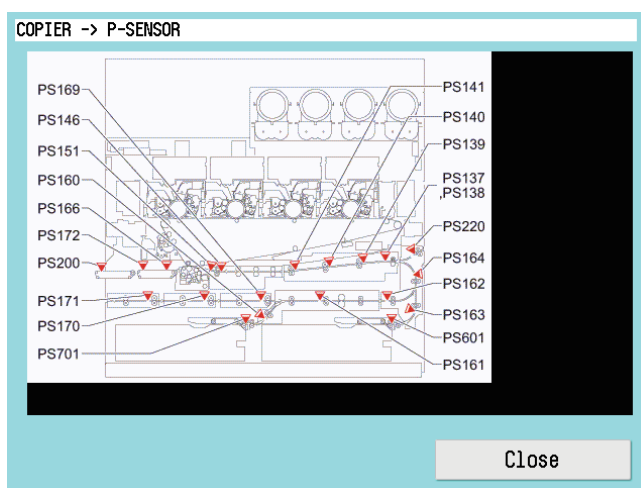 COPIER -> P-SENSOR
PS169
PS146
PS151
PS160
PS166
PS172
PS200
PS171
PS170
PS701
PS141
PS140
PS139
PS137
,PS138
PS220
PS164
PS162
PS163
PS601
PS161
Close